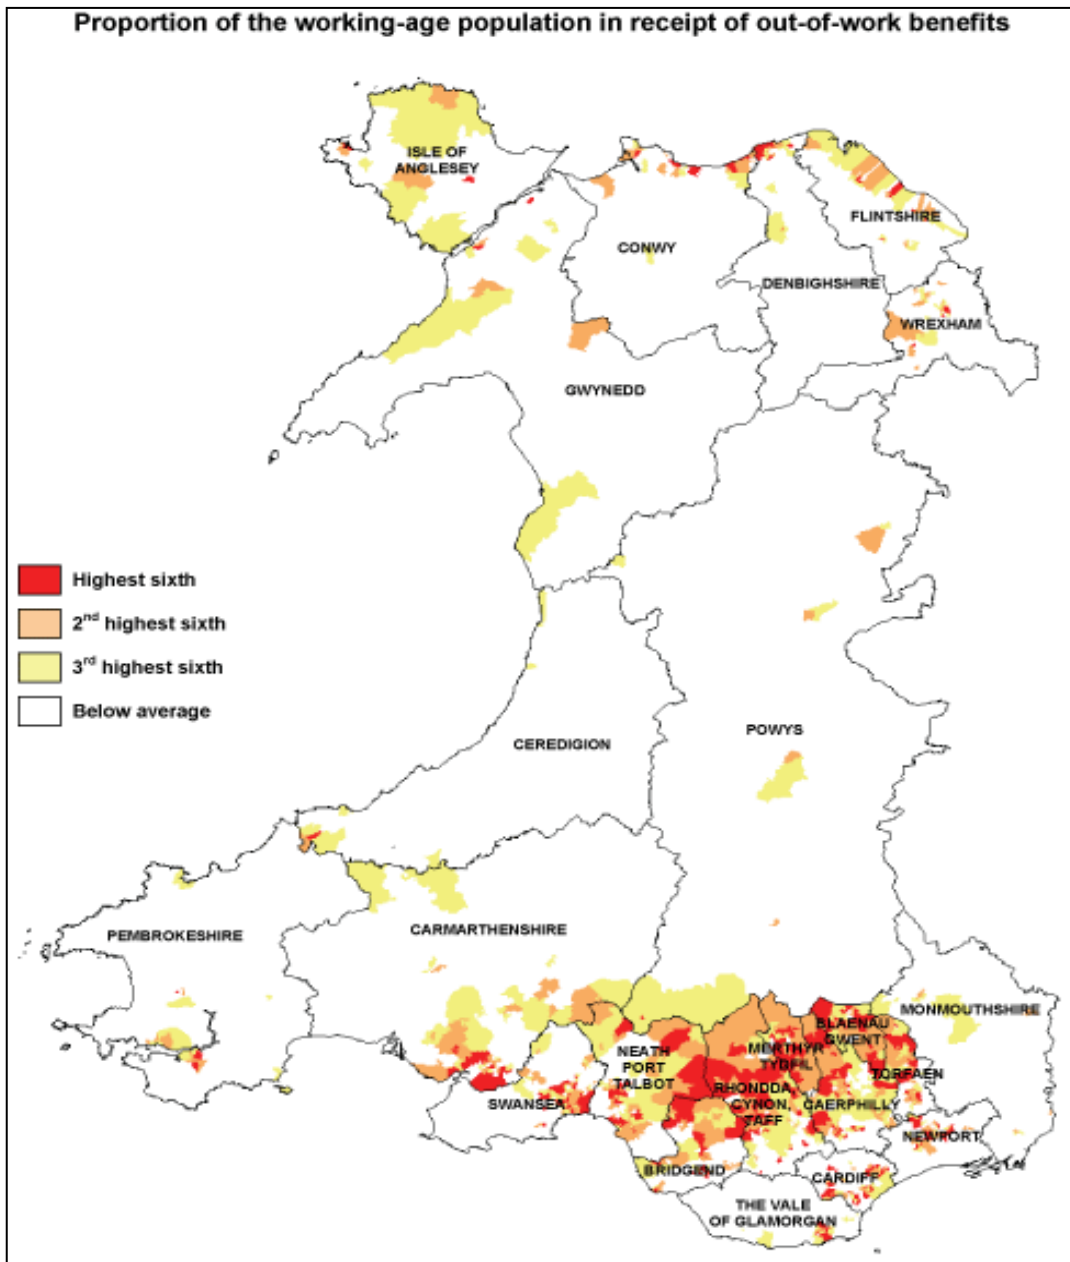 Proportion of the working-age population in receipt of out-of-work benefits
ISLE OF
ANGLESEY
FLINTSHIRE
CONWY
DENBIGHSHIRE
WREXHAM
GWYNEDD
Highest sixth
2nd highest sixth
3rd highest sixth
Below average
POWYS
CEREDIGION
CARMARTHENSHIRE
PEMBROKESHIRE
MONMOUTHSHIRE
BLAENAU
GWENT
MERTHYR
TYDFIL
NEATH
PORT
TALBOT
TORFAEN
RHONDDA,
CYNON,
TAFF
CAERPHILLY
SWANSEA
NEWPORT
BRIDGEND
CARDIFF
THE VALE
OF GLAMORGAN